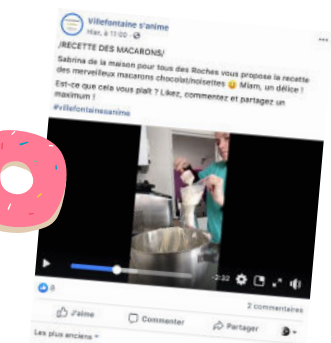 Villefontaine s'anime
Hier, à 11:00 ·
/RECETTE DES MACARONS/
Sabrina de la maison pour tous des Roches vous propose la recette
des merveilleux macarons chocolat/noisettes 😀 Miam, un délice !
Est-ce que cela vous plaît ? Likez, commentez et partagez un
maximum !
#villefontainesanime
-2:32
8
2 commentaires
J'aime
Commenter
Partager
Les plus anciens